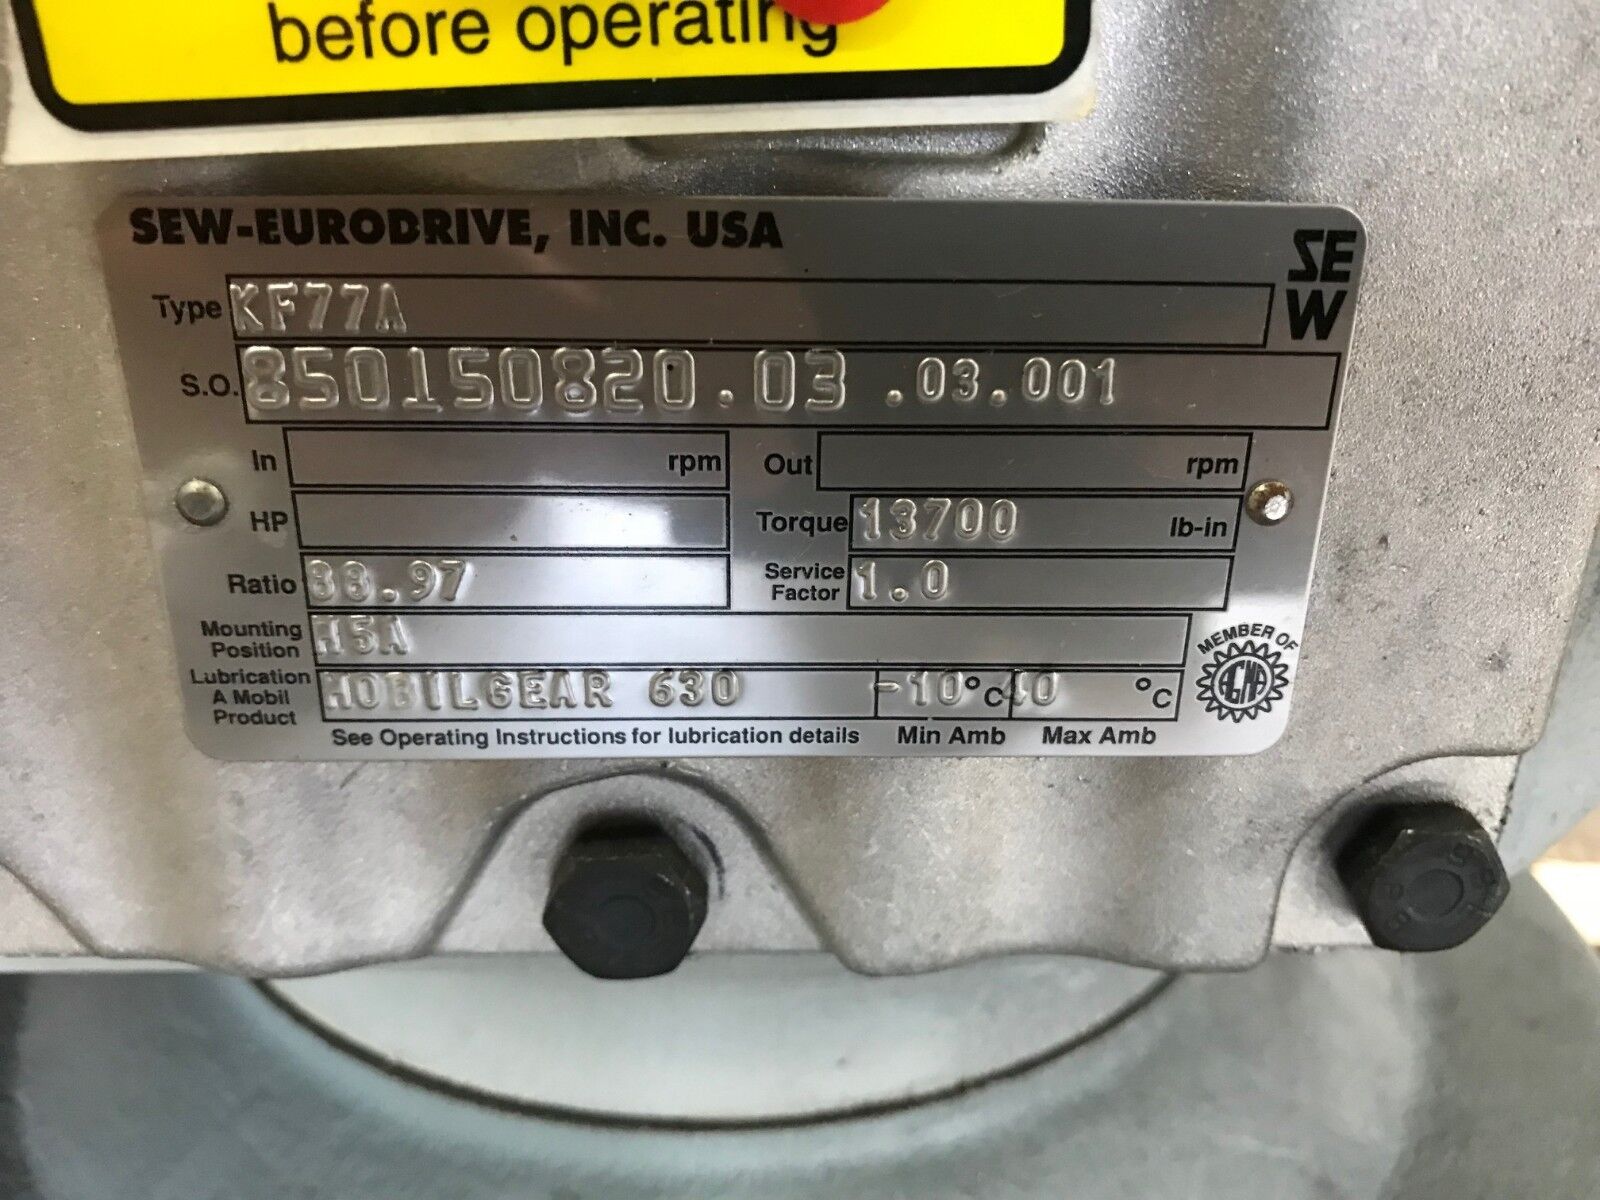 before operating
SEW-EURODRIVE, INC. USA
SE
W
Type KF77A
S.O. 850150820.03 .03.001
In rpm Out rpm
HP Torque 13700 lb-in
Ratio 88.97 Service Factor 1.0
Mounting Position M5A
Lubrication A Mobil Product MOBILGEAR 630 -10 °C 40 °C
See Operating Instructions for lubrication details Min Amb Max Amb
MEMBER OF
AGMA